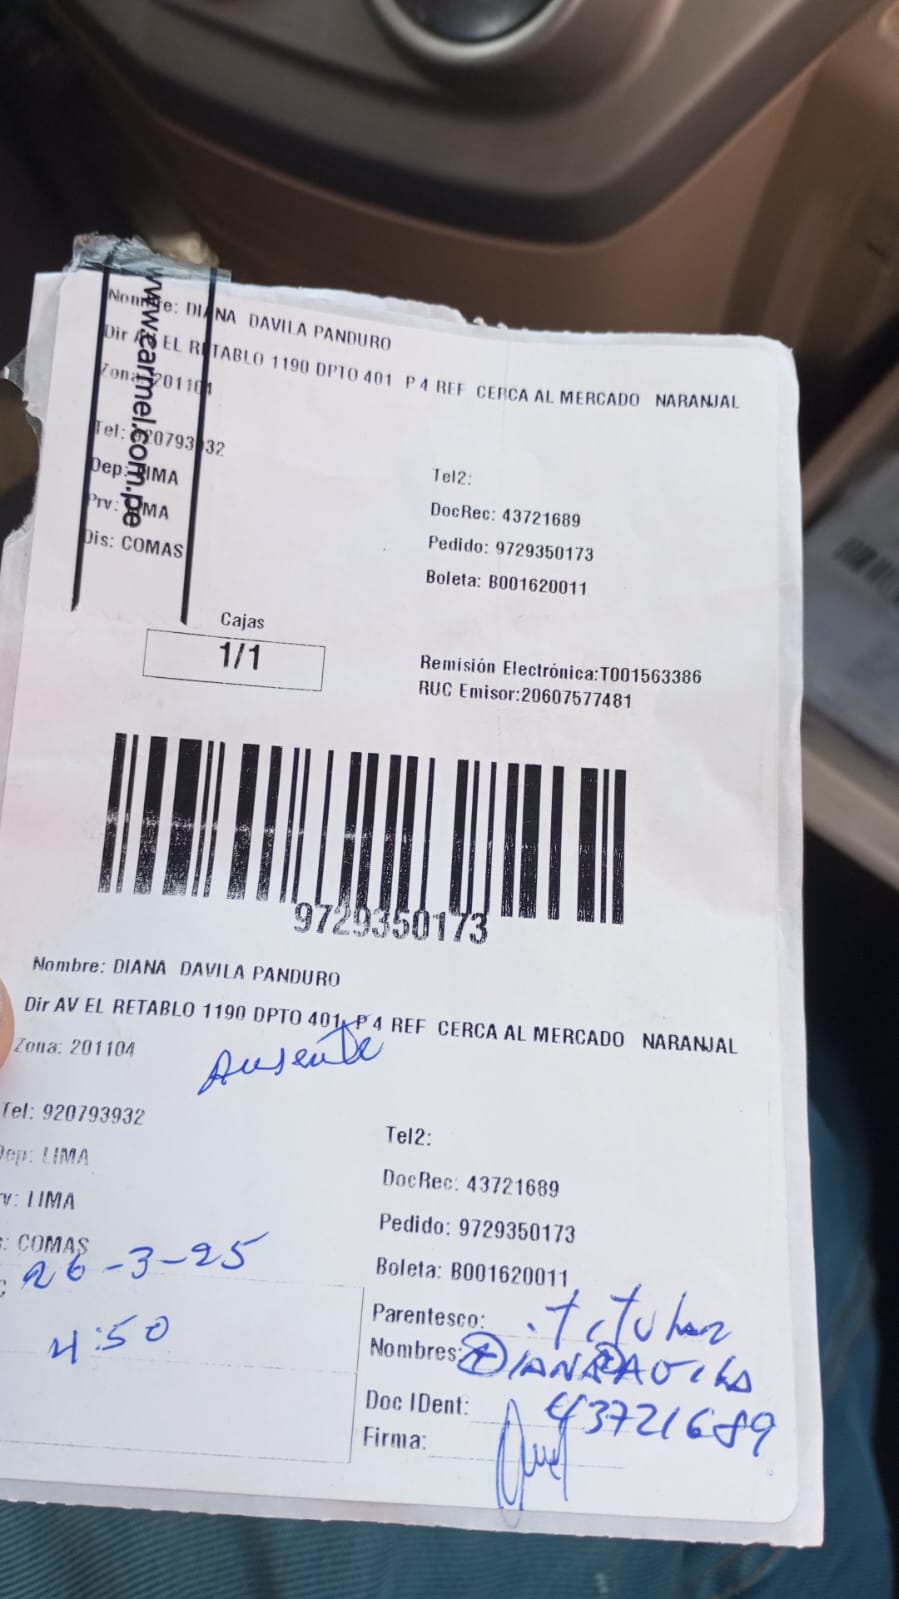 www.carmel.com.pe
Nombre: DIANA DAVILA PANDURO
Dir AV EL RETABLO 1190 DPTO 401 P 4 REF CERCA AL MERCADO NARANJAL
Zona: 201104
Tel: 920793932
Tel2:
Dep: LIMA
DocRec: 43721689
Prv: LIMA
Pedido: 9729350173
Dis: COMAS
Boleta: B001620011
Cajas
1/1
Remisión Electrónica:T001563386
RUC Emisor:20607577481
9729350173
Nombre: DIANA DAVILA PANDURO
Dir AV EL RETABLO 1190 DPTO 401 P 4 REF CERCA AL MERCADO NARANJAL
Zona: 201104
Ausente
Tel: 920793932
Tel2:
Dep: LIMA
DocRec: 43721689
v: LIMA
Pedido: 9729350173
s: COMAS
Boleta: B001620011
26-3-25
Parentesco: titular
4:50
Nombres: DIANA DAVILA
Doc IDent: 43721689
Firma: